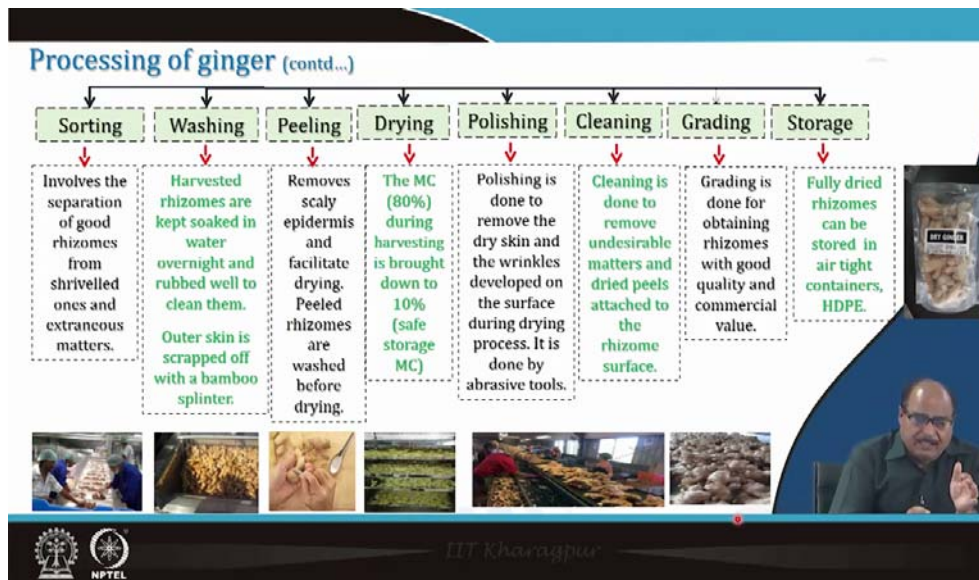 Processing of ginger (contd...)
Sorting
Washing
Peeling
Drying
Polishing
Cleaning
Grading
Storage
Involves the
separation of good
rhizomes
from
shrivelled
ones and
extraneous
matters.
Harvested
rhizomes are
kept soaked in
water
overnight and
rubbed well to
clean them.
Outer skin is
scrapped off
with a bamboo
splinter.
Removes
scaly
epidermis
and
facilitate
drying.
Peeled
rhizomes
are
washed
before
drying.
The MC
(80%)
during
harvesting
is brought
down to
10%
(safe
storage
MC)
Polishing is
done to
remove the
dry skin and
the wrinkles
developed on
the surface
during drying
process. It is
done by
abrasive tools.
Cleaning is
done to
remove
undesirable
matters and
dried peels
attached to
the
rhizome
surface.
Grading is
done for
obtaining
rhizomes
with good
quality and
commercial
value.
Fully dried
rhizomes
can be
stored in
air tight
containers,
HDPE.
DRY GINGER
NPTEL
IIT Kharagpur